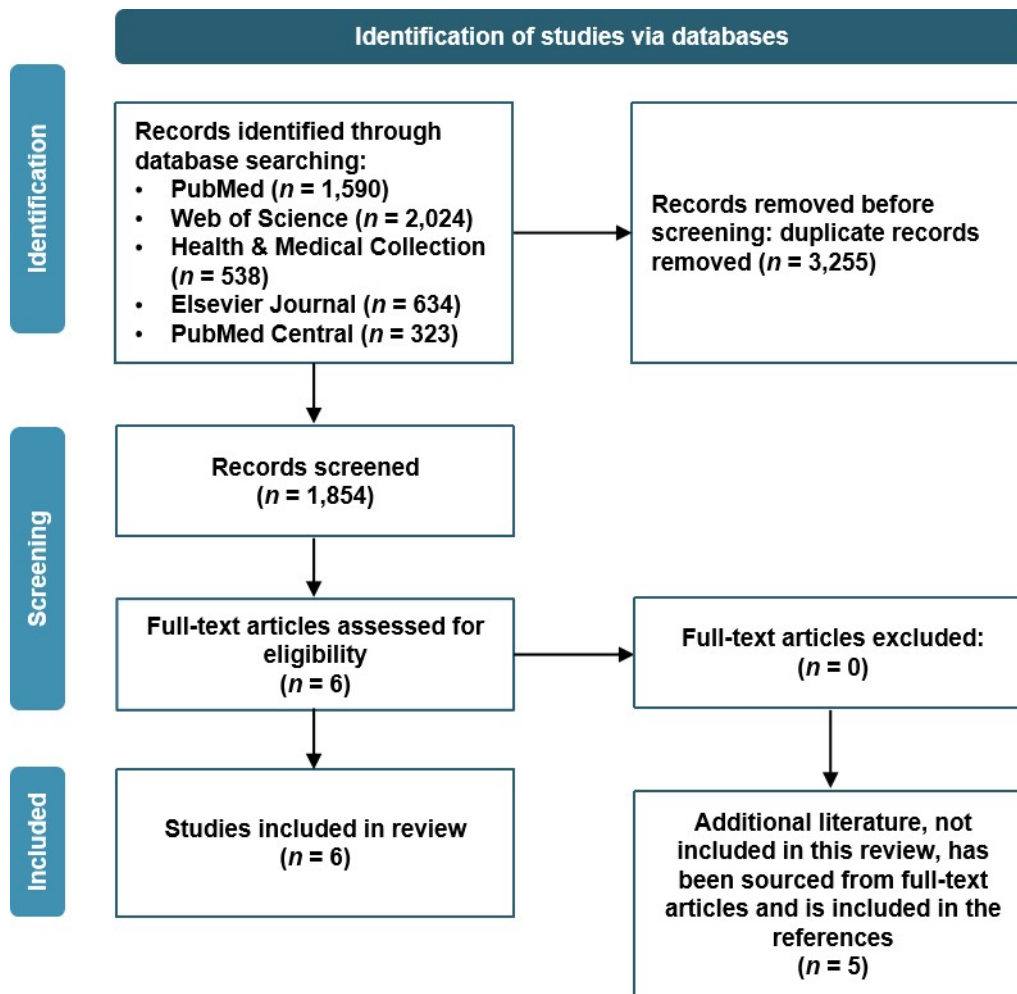 Identification of studies via databases
Identification
Records identified through
database searching:
• PubMed (n = 1,590)
• Web of Science (n = 2,024)
• Health & Medical Collection
(n = 538)
• Elsevier Journal (n = 634)
• PubMed Central (n = 323)
Records removed before
screening: duplicate records
removed (n = 3,255)
Screening
Records screened
(n = 1,854)
Full-text articles assessed for
eligibility
(n = 6)
Full-text articles excluded:
(n = 0)
Included
Studies included in review
(n = 6)
Additional literature, not
included in this review, has
been sourced from full-text
articles and is included in the
references
(n = 5)